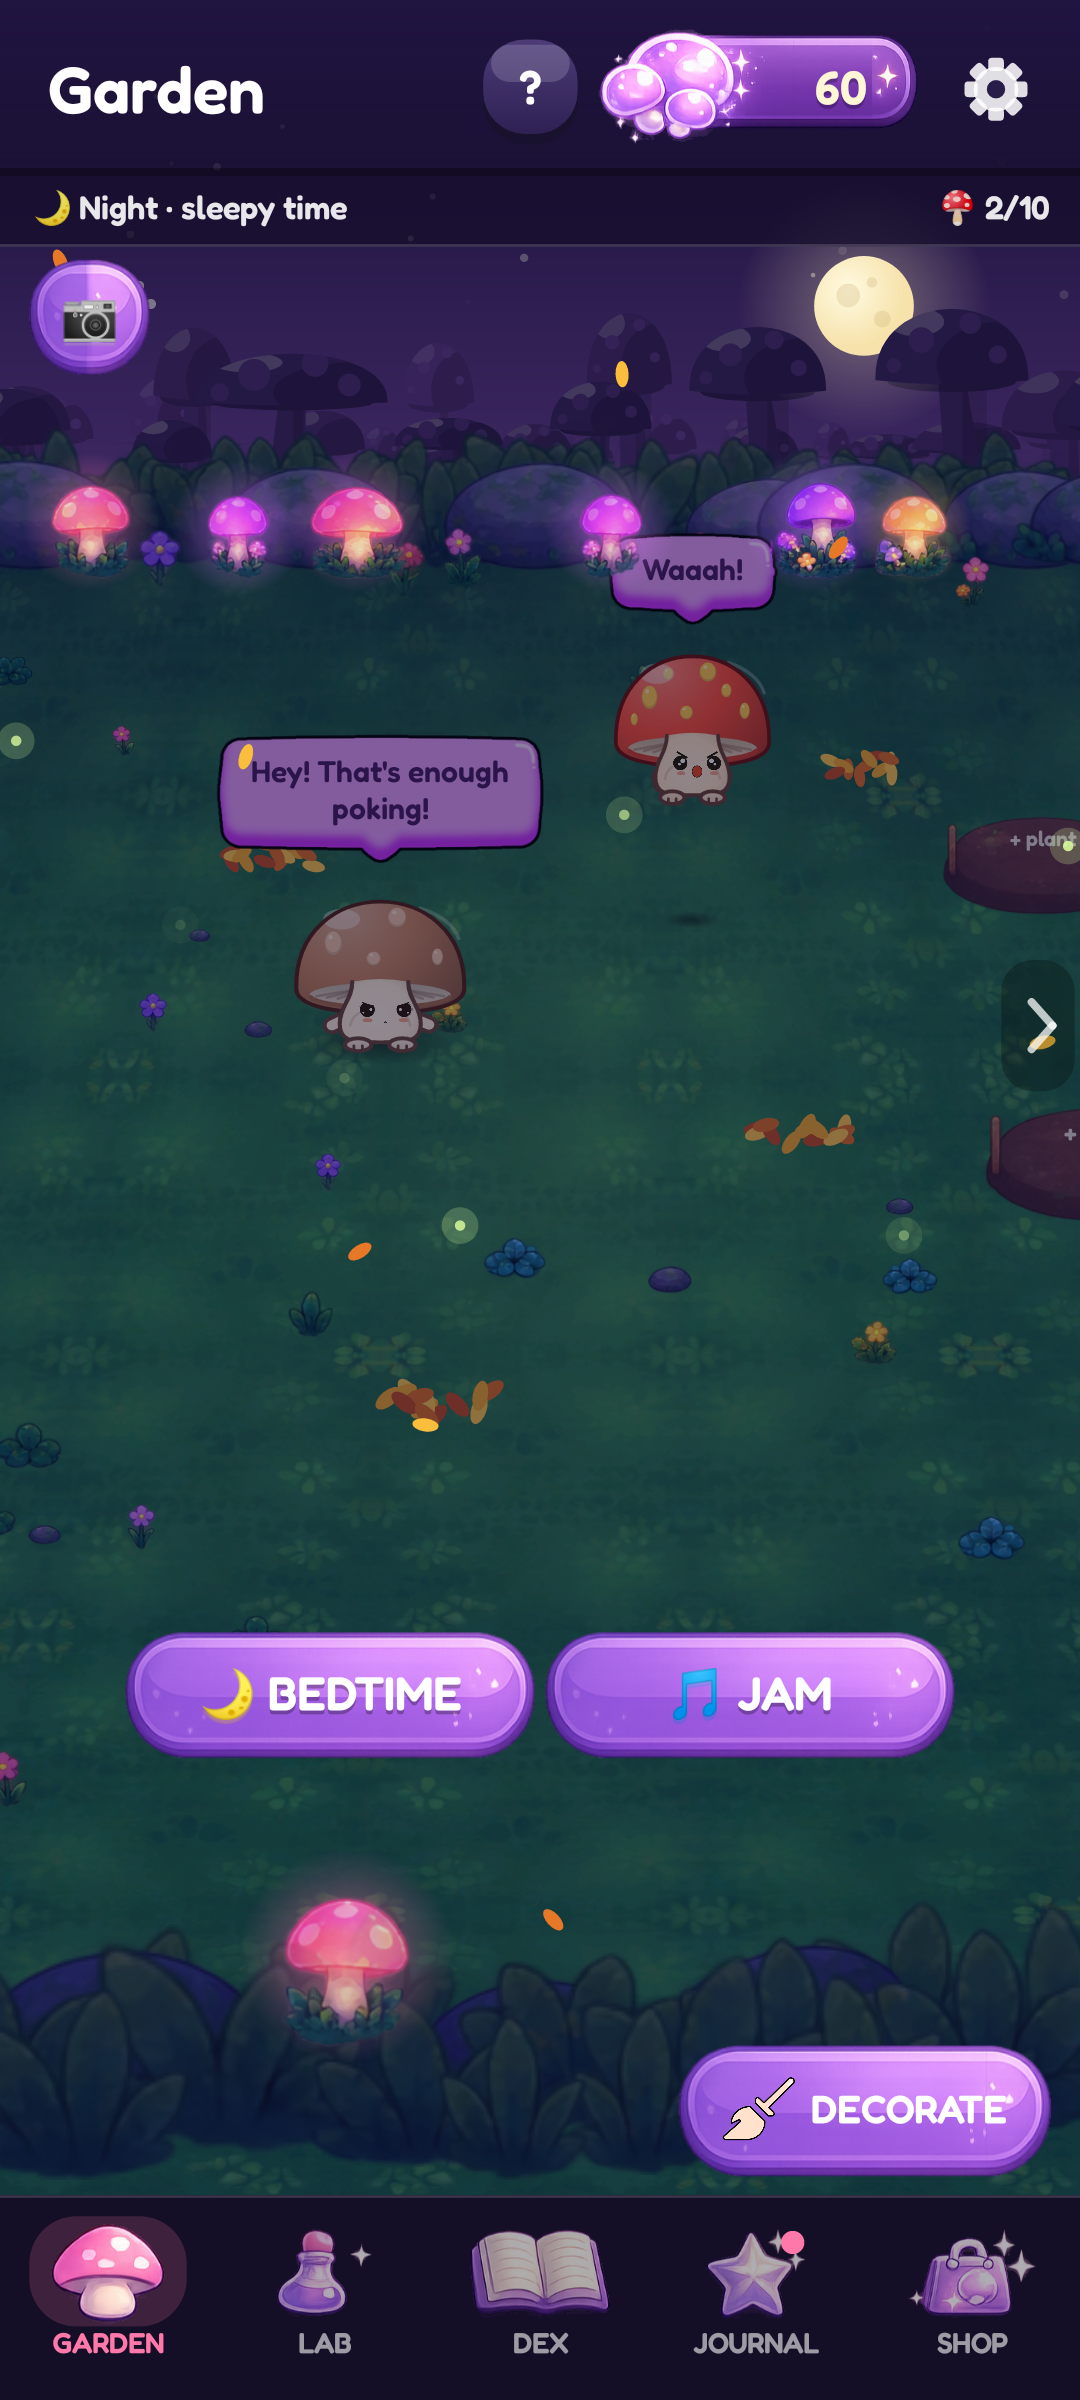 Garden
?
60
Night · sleepy time
2/10
Waaah!
Hey! That's enough
poking!
+ plant
+
BEDTIME
JAM
DECORATE
GARDEN
LAB
DEX
JOURNAL
SHOP